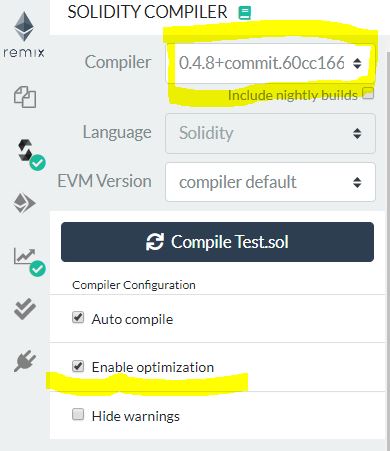 SOLIDITY COMPILER
remix
Compiler
0.4.8+commit.60cc166
Include nightly builds
Language
Solidity
EVM Version
compiler default
Compile Test.sol
Compiler Configuration
Auto compile
Enable optimization
Hide warnings